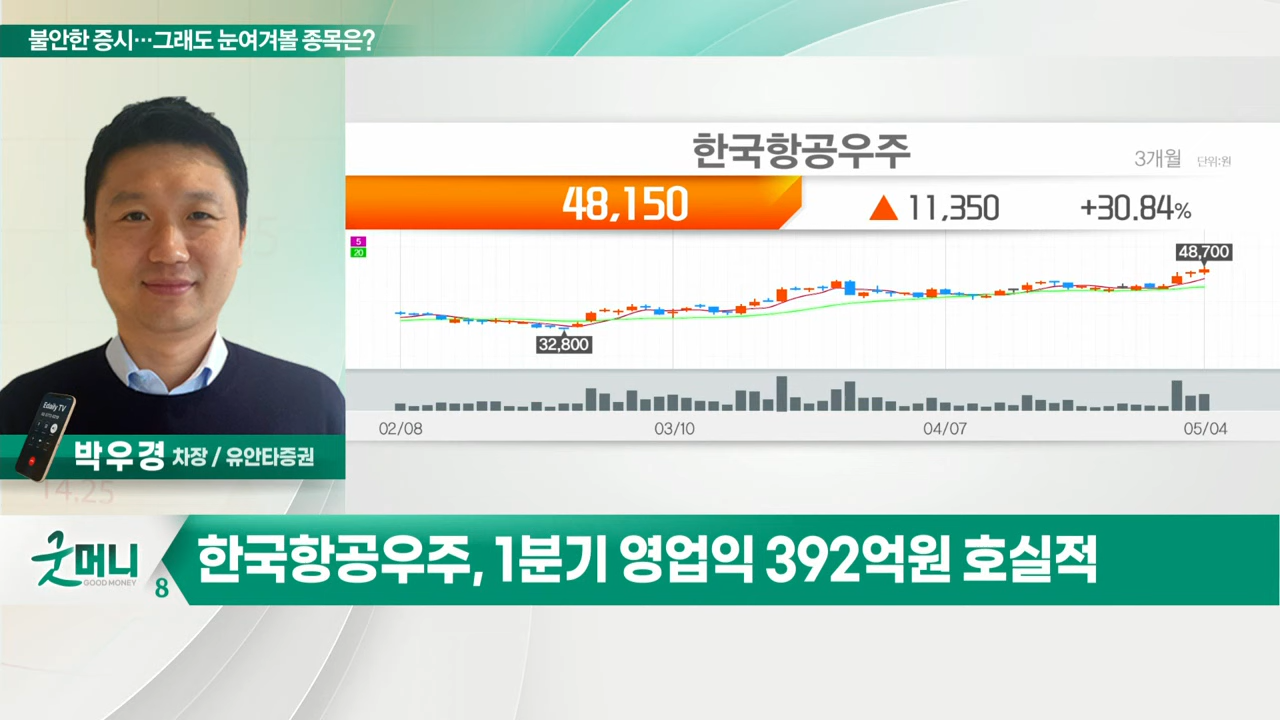 불안한 증시…그래도 눈여겨볼 종목은?
한국항공우주
3개월 단위:원
48,150 ▲ 11,350 +30.84%
5
20
48,700
32,800
02/08 03/10 04/07 05/04
Edaily TV
박우경 차장 / 유안타증권
14.25
굿머니
GOOD MONEY
8
한국항공우주, 1분기 영업익 392억원 호실적